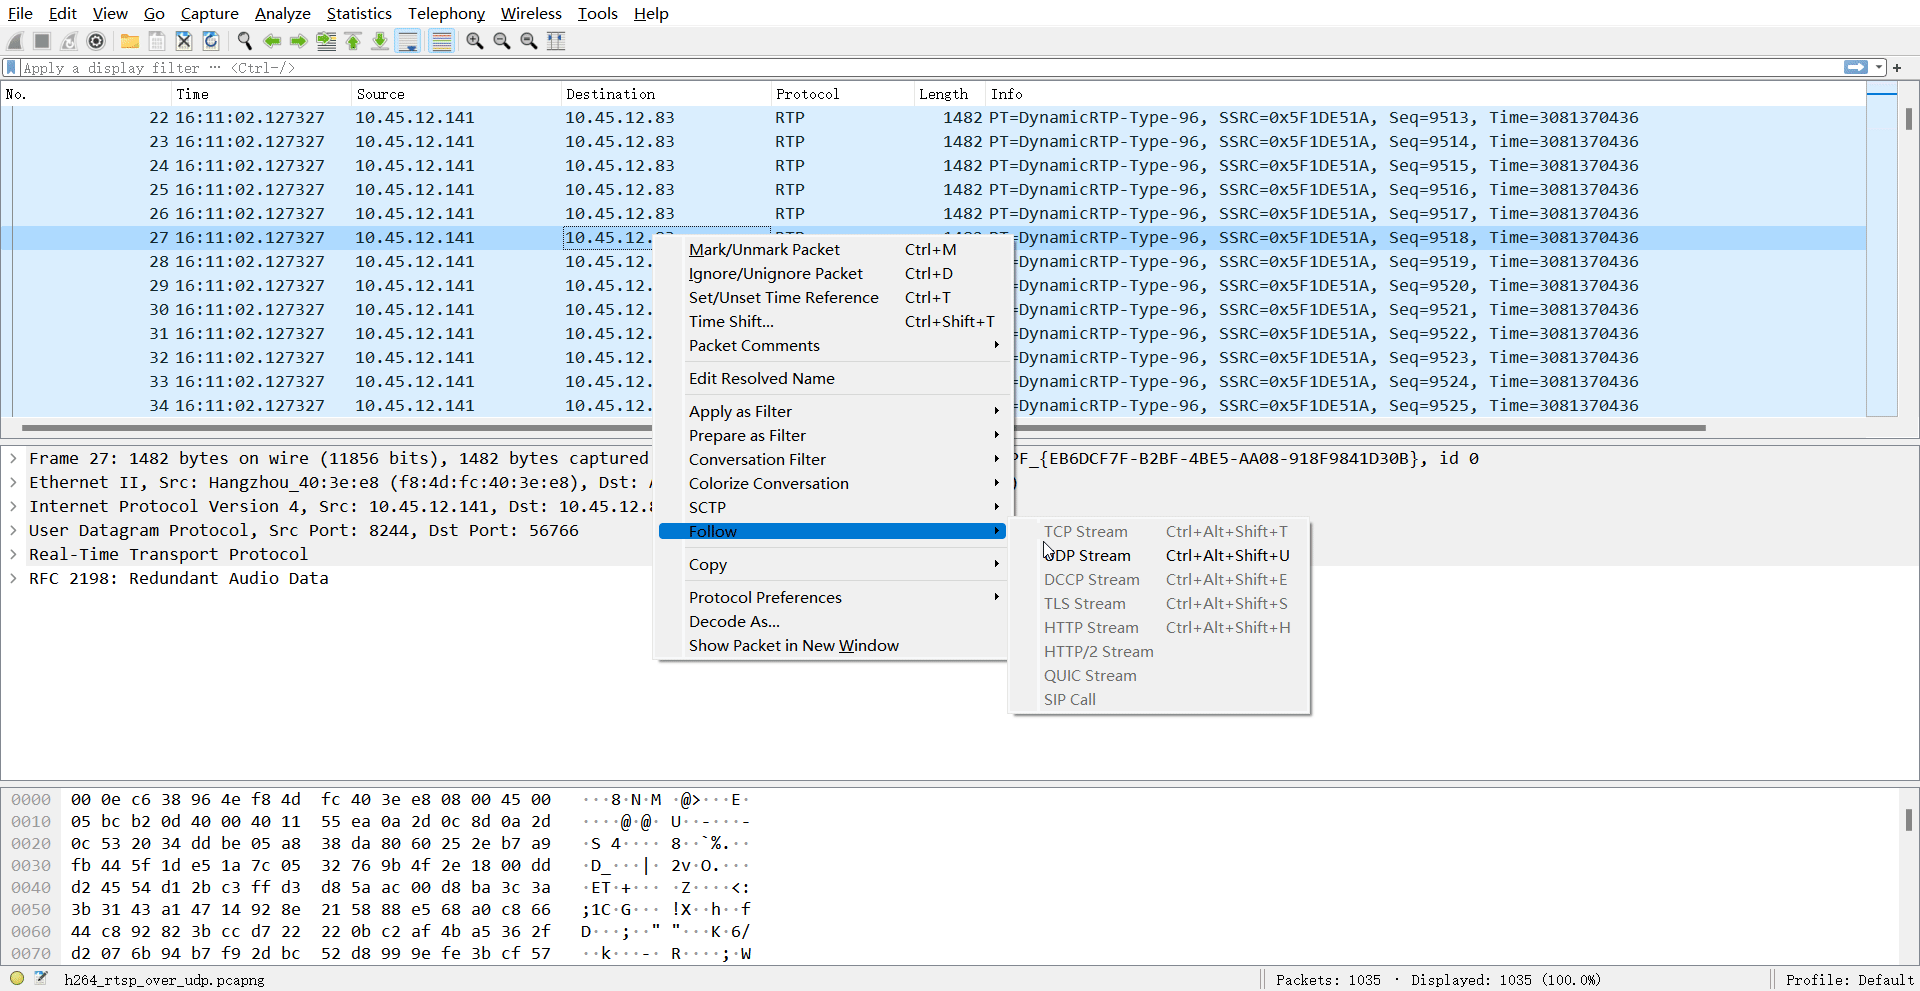 File Edit View Go Capture Analyze Statistics Telephony Wireless Tools Help
Apply a display filter … <Ctrl-/>
No. Time Source Destination Protocol Length Info
22 16:11:02.127327 10.45.12.141 10.45.12.83 RTP 1482 PT=DynamicRTP-Type-96, SSRC=0x5F1DE51A, Seq=9513, Time=3081370436
23 16:11:02.127327 10.45.12.141 10.45.12.83 RTP 1482 PT=DynamicRTP-Type-96, SSRC=0x5F1DE51A, Seq=9514, Time=3081370436
24 16:11:02.127327 10.45.12.141 10.45.12.83 RTP 1482 PT=DynamicRTP-Type-96, SSRC=0x5F1DE51A, Seq=9515, Time=3081370436
25 16:11:02.127327 10.45.12.141 10.45.12.83 RTP 1482 PT=DynamicRTP-Type-96, SSRC=0x5F1DE51A, Seq=9516, Time=3081370436
26 16:11:02.127327 10.45.12.141 10.45.12.83 RTP 1482 PT=DynamicRTP-Type-96, SSRC=0x5F1DE51A, Seq=9517, Time=3081370436
27 16:11:02.127327 10.45.12.141 10.45.12. =DynamicRTP-Type-96, SSRC=0x5F1DE51A, Seq=9518, Time=3081370436
28 16:11:02.127327 10.45.12.141 10.45.12. =DynamicRTP-Type-96, SSRC=0x5F1DE51A, Seq=9519, Time=3081370436
29 16:11:02.127327 10.45.12.141 10.45.12. =DynamicRTP-Type-96, SSRC=0x5F1DE51A, Seq=9520, Time=3081370436
30 16:11:02.127327 10.45.12.141 10.45.12. =DynamicRTP-Type-96, SSRC=0x5F1DE51A, Seq=9521, Time=3081370436
31 16:11:02.127327 10.45.12.141 10.45.12. =DynamicRTP-Type-96, SSRC=0x5F1DE51A, Seq=9522, Time=3081370436
32 16:11:02.127327 10.45.12.141 10.45.12. =DynamicRTP-Type-96, SSRC=0x5F1DE51A, Seq=9523, Time=3081370436
33 16:11:02.127327 10.45.12.141 10.45.12. =DynamicRTP-Type-96, SSRC=0x5F1DE51A, Seq=9524, Time=3081370436
34 16:11:02.127327 10.45.12.141 10.45.12. =DynamicRTP-Type-96, SSRC=0x5F1DE51A, Seq=9525, Time=3081370436
Mark/Unmark Packet Ctrl+M
Ignore/Unignore Packet Ctrl+D
Set/Unset Time Reference Ctrl+T
Time Shift... Ctrl+Shift+T
Packet Comments
Edit Resolved Name
Apply as Filter
Prepare as Filter
Conversation Filter
Colorize Conversation
SCTP
Follow
Copy
Protocol Preferences
Decode As...
Show Packet in New Window
TCP Stream Ctrl+Alt+Shift+T
UDP Stream Ctrl+Alt+Shift+U
DCCP Stream Ctrl+Alt+Shift+E
TLS Stream Ctrl+Alt+Shift+S
HTTP Stream Ctrl+Alt+Shift+H
HTTP/2 Stream
QUIC Stream
SIP Call
Frame 27: 1482 bytes on wire (11856 bits), 1482 bytes captured PF_{EB6DCF7F-B2BF-4BE5-AA08-918F9841D30B}, id 0
Ethernet II, Src: Hangzhou_40:3e:e8 (f8:4d:fc:40:3e:e8), Dst: )
Internet Protocol Version 4, Src: 10.45.12.141, Dst: 10.45.12.8
User Datagram Protocol, Src Port: 8244, Dst Port: 56766
Real-Time Transport Protocol
RFC 2198: Redundant Audio Data
0000 00 0e c6 38 96 4e f8 4d fc 40 3e e8 08 00 45 00 ···8·N·M ·@>···E·
0010 05 bc b2 0d 40 00 40 11 55 ea 0a 2d 0c 8d 0a 2d ····@·@· U··-···-
0020 0c 53 20 34 dd be 05 a8 38 da 80 60 25 2e b7 a9 ·S 4···· 8··`%.··
0030 fb 44 5f 1d e5 1a 7c 05 32 76 9b 4f 2e 18 00 dd ·D_···|· 2v·O.···
0040 d2 45 54 d1 2b c3 ff d3 d8 5a ac 00 d8 ba 3c 3a ·ET·+··· ·Z····<:
0050 3b 31 43 a1 47 14 92 8e 21 58 88 e5 68 a0 c8 66 ;1C·G··· !X··h··f
0060 44 c8 92 82 3b cc d7 22 22 0b c2 af 4b a5 36 2f D···;··" "···K·6/
0070 d2 07 6b 94 b7 f9 2d bc 52 d8 99 9e fe 3b cf 57 ··k···-· R····;·W
h264_rtsp_over_udp.pcapng Packets: 1035 · Displayed: 1035 (100.0%) Profile: Default